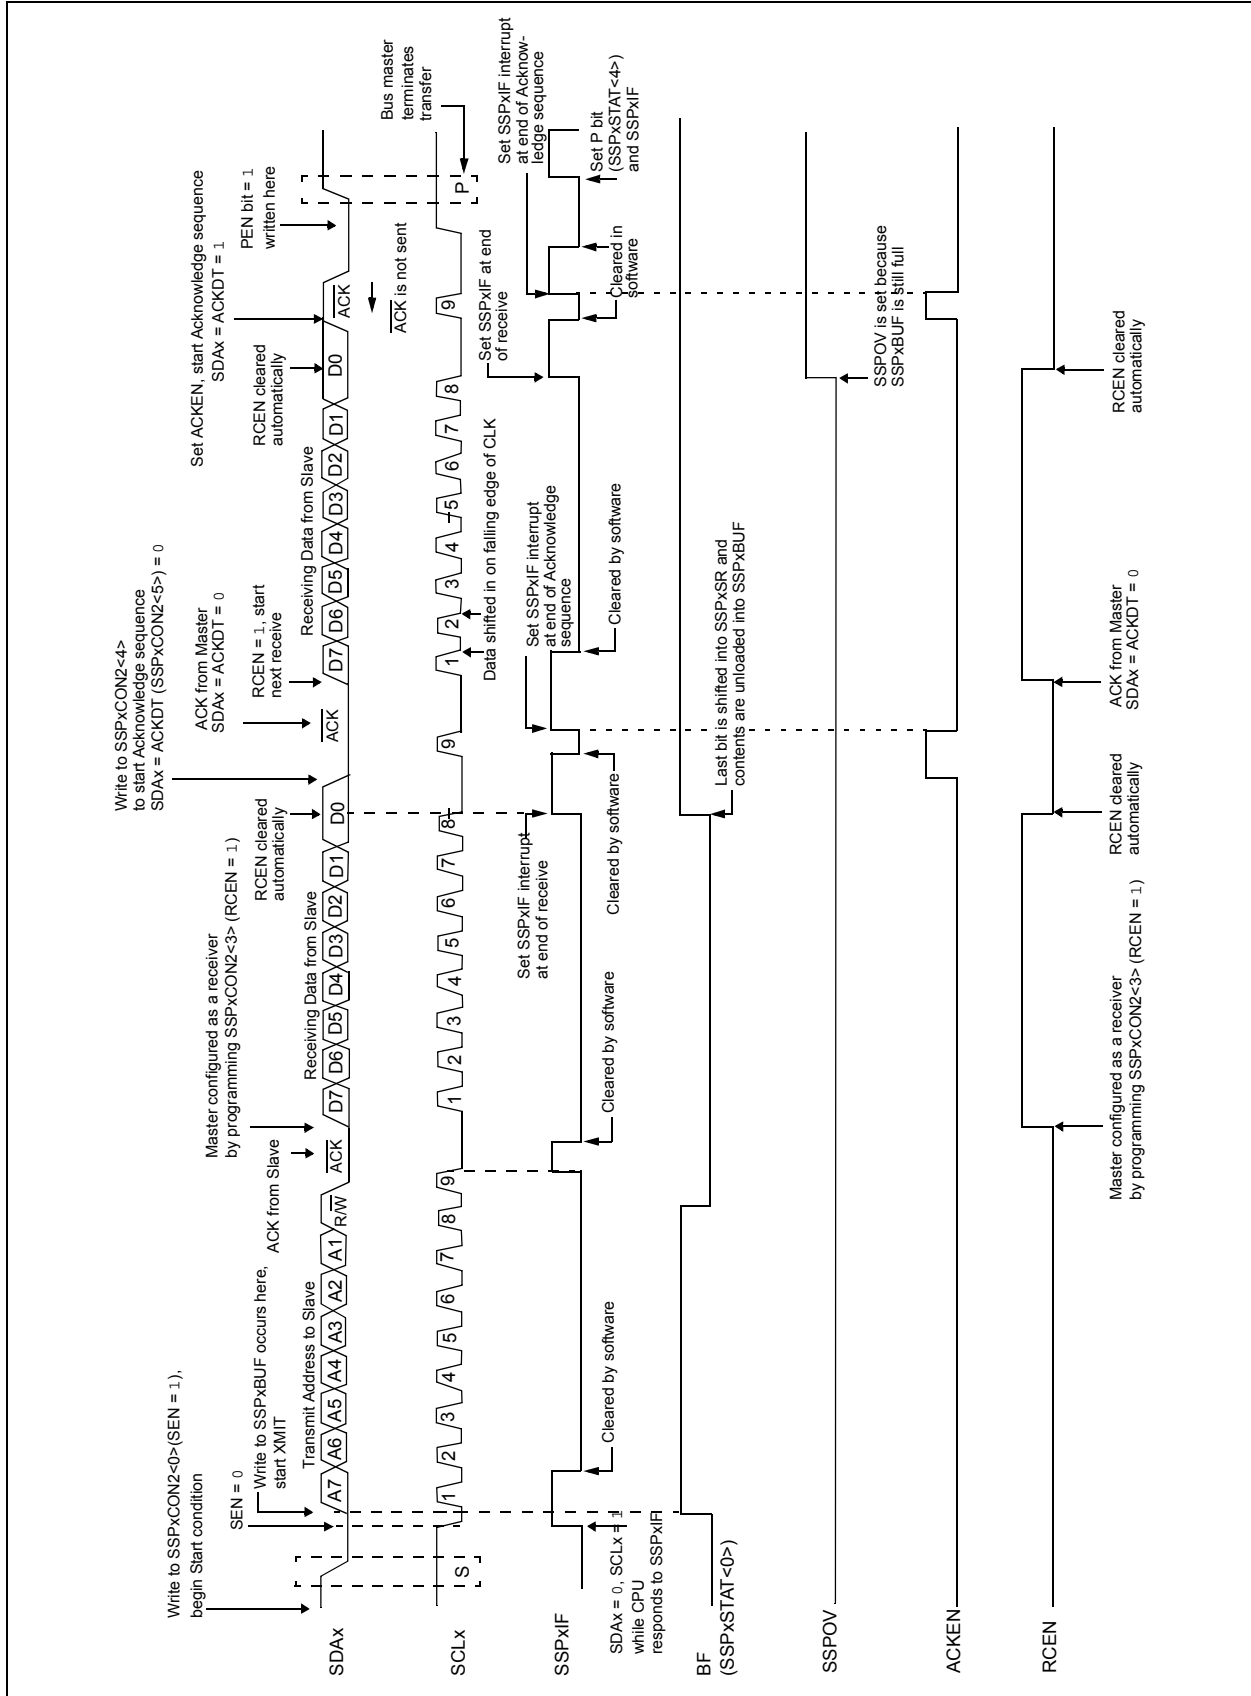 Write to SSPxCON2<0>(SEN = 1),
begin Start condition
SEN = 0
Write to SSPxBUF occurs here,
start XMIT
ACK from Slave
Master configured as a receiver
by programming SSPxCON2<3> (RCEN = 1)
RCEN cleared
automatically
Write to SSPxCON2<4>
to start Acknowledge sequence
SDAx = ACKDT (SSPxCON2<5>) = 0
ACK from Master
SDAx = ACKDT = 0
RCEN = 1, start
next receive
RCEN cleared
automatically
Set ACKEN, start Acknowledge sequence
SDAx = ACKDT = 1
PEN bit = 1
written here
Transmit Address to Slave
Receiving Data from Slave
Receiving Data from Slave
SDAx
A7 A6 A5 A4 A3 A2 A1 R/W ACK D7 D6 D5 D4 D3 D2 D1 D0 ACK D7 D6 D5 D4 D3 D2 D1 D0 ACK
ACK is not sent
Bus master
terminates
transfer
SCLx
S 1 2 3 4 5 6 7 8 9 1 2 3 4 5 6 7 8 9 1 2 3 4 5 6 7 8 9 P
Data shifted in on falling edge of CLK
Set SSPxIF interrupt
at end of receive
Set SSPxIF interrupt
at end of Acknowledge
sequence
Set SSPxIF at end
of receive
Set SSPxIF interrupt
at end of Acknow-
ledge sequence
SSPxIF
SDAx = 0, SCLx = 1
while CPU
responds to SSPxIF
Cleared by software
Cleared by software
Cleared by software
Cleared by software
Cleared in
software
Set P bit
(SSPxSTAT<4>)
and SSPxIF
BF
(SSPxSTAT<0>)
Last bit is shifted into SSPxSR and
contents are unloaded into SSPxBUF
SSPOV
SSPOV is set because
SSPxBUF is still full
ACKEN
RCEN
Master configured as a receiver
by programming SSPxCON2<3> (RCEN = 1)
RCEN cleared
automatically
ACK from Master
SDAx = ACKDT = 0
RCEN cleared
automatically